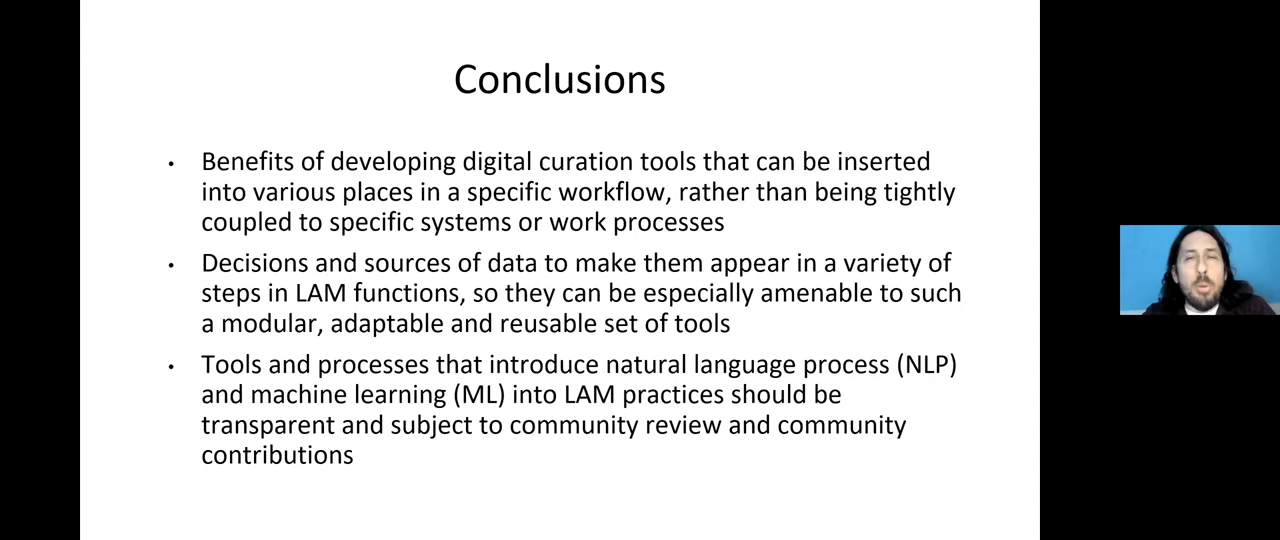 Conclusions
• Benefits of developing digital curation tools that can be inserted
into various places in a specific workflow, rather than being tightly
coupled to specific systems or work processes
• Decisions and sources of data to make them appear in a variety of
steps in LAM functions, so they can be especially amenable to such
a modular, adaptable and reusable set of tools
• Tools and processes that introduce natural language process (NLP)
and machine learning (ML) into LAM practices should be
transparent and subject to community review and community
contributions